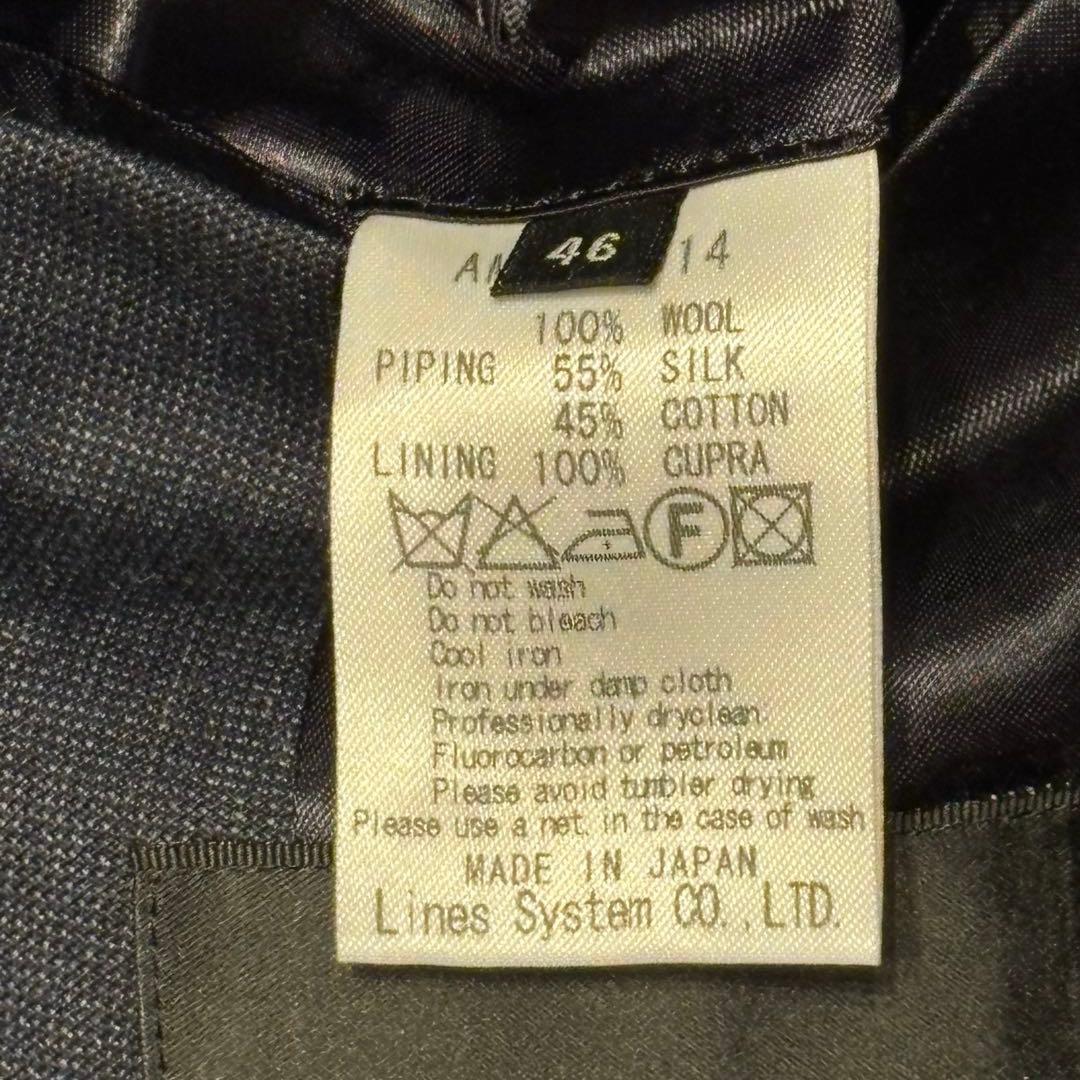 46
14
100% WOOL
PIPING 55% SILK
45% COTTON
LINING 100% CUPRA
F
Do not wash
Do not bleach
Cool iron
Iron under damp cloth
Professionally dryclean
Fluorocarbon or petroleum
Please avoid tumbler drying
Please use a net in the case of wash
MADE IN JAPAN
Lines System CO.,LTD.